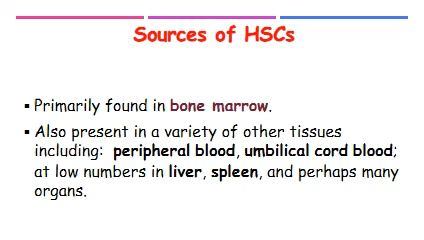 Sources of HSCs
▪ Primarily found in bone marrow.
▪ Also present in a variety of other tissues
including: peripheral blood, umbilical cord blood;
at low numbers in liver, spleen, and perhaps many
organs.